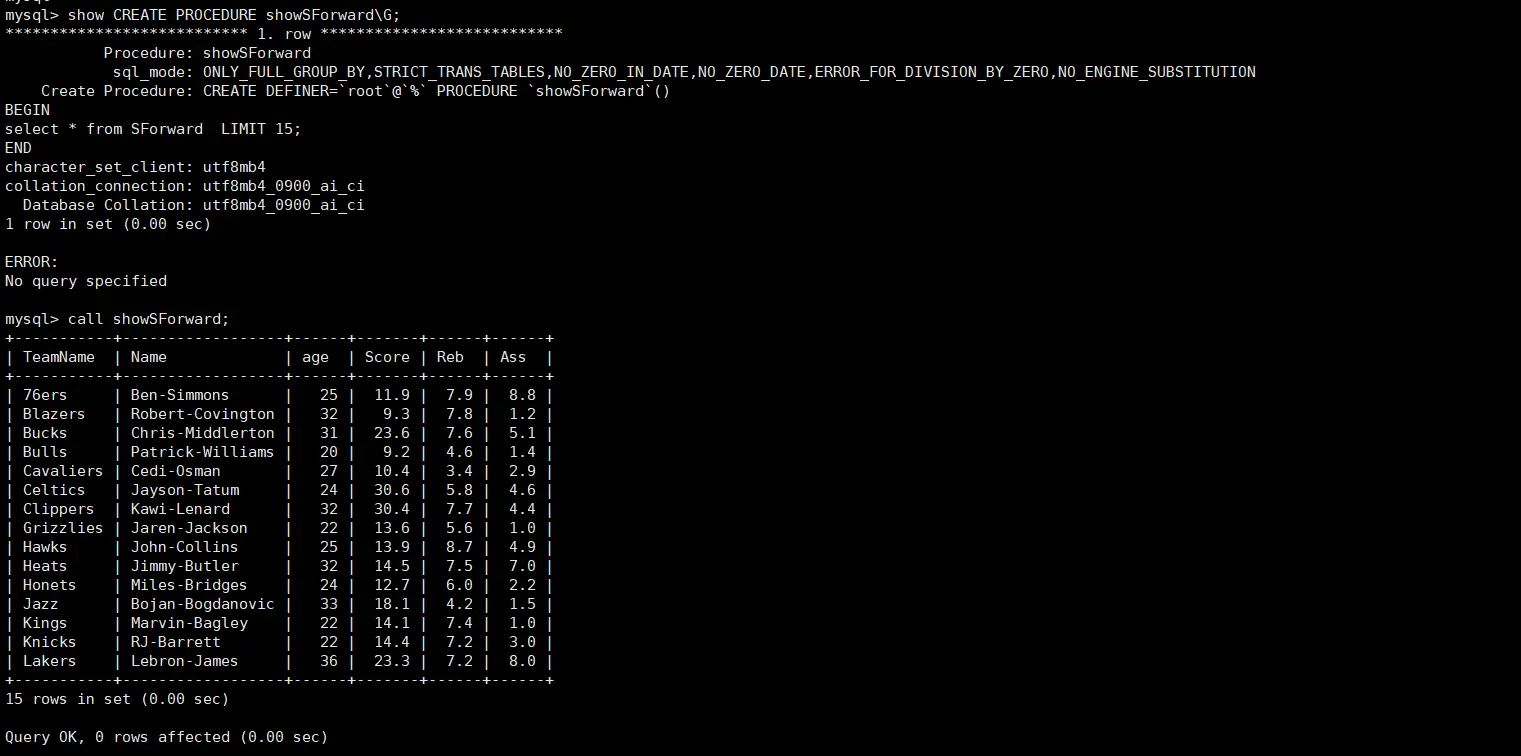 mysql> show CREATE PROCEDURE showSForward\G;
*************************** 1. row ***************************
           Procedure: showSForward
            sql_mode: ONLY_FULL_GROUP_BY,STRICT_TRANS_TABLES,NO_ZERO_IN_DATE,NO_ZERO_DATE,ERROR_FOR_DIVISION_BY_ZERO,NO_ENGINE_SUBSTITUTION
    Create Procedure: CREATE DEFINER=`root`@`%` PROCEDURE `showSForward`()
BEGIN
select * from SForward  LIMIT 15;
END
character_set_client: utf8mb4
collation_connection: utf8mb4_0900_ai_ci
  Database Collation: utf8mb4_0900_ai_ci
1 row in set (0.00 sec)

ERROR:
No query specified

mysql> call showSForward;
+-----------+------------------+------+-------+------+------+
| TeamName  | Name             | age  | Score | Reb  | Ass  |
+-----------+------------------+------+-------+------+------+
| 76ers     | Ben-Simmons      |   25 |  11.9 |  7.9 |  8.8 |
| Blazers   | Robert-Covington |   32 |   9.3 |  7.8 |  1.2 |
| Bucks     | Chris-Middlerton |   31 |  23.6 |  7.6 |  5.1 |
| Bulls     | Patrick-Williams |   20 |   9.2 |  4.6 |  1.4 |
| Cavaliers | Cedi-Osman       |   27 |  10.4 |  3.4 |  2.9 |
| Celtics   | Jayson-Tatum     |   24 |  30.6 |  5.8 |  4.6 |
| Clippers  | Kawi-Lenard      |   32 |  30.4 |  7.7 |  4.4 |
| Grizzlies | Jaren-Jackson    |   22 |  13.6 |  5.6 |  1.0 |
| Hawks     | John-Collins     |   25 |  13.9 |  8.7 |  4.9 |
| Heats     | Jimmy-Butler     |   32 |  14.5 |  7.5 |  7.0 |
| Honets    | Miles-Bridges    |   24 |  12.7 |  6.0 |  2.2 |
| Jazz      | Bojan-Bogdanovic |   33 |  18.1 |  4.2 |  1.5 |
| Kings     | Marvin-Bagley    |   22 |  14.1 |  7.4 |  1.0 |
| Knicks    | RJ-Barrett       |   22 |  14.4 |  7.2 |  3.0 |
| Lakers    | Lebron-James     |   36 |  23.3 |  7.2 |  8.0 |
+-----------+------------------+------+-------+------+------+
15 rows in set (0.00 sec)

Query OK, 0 rows affected (0.00 sec)